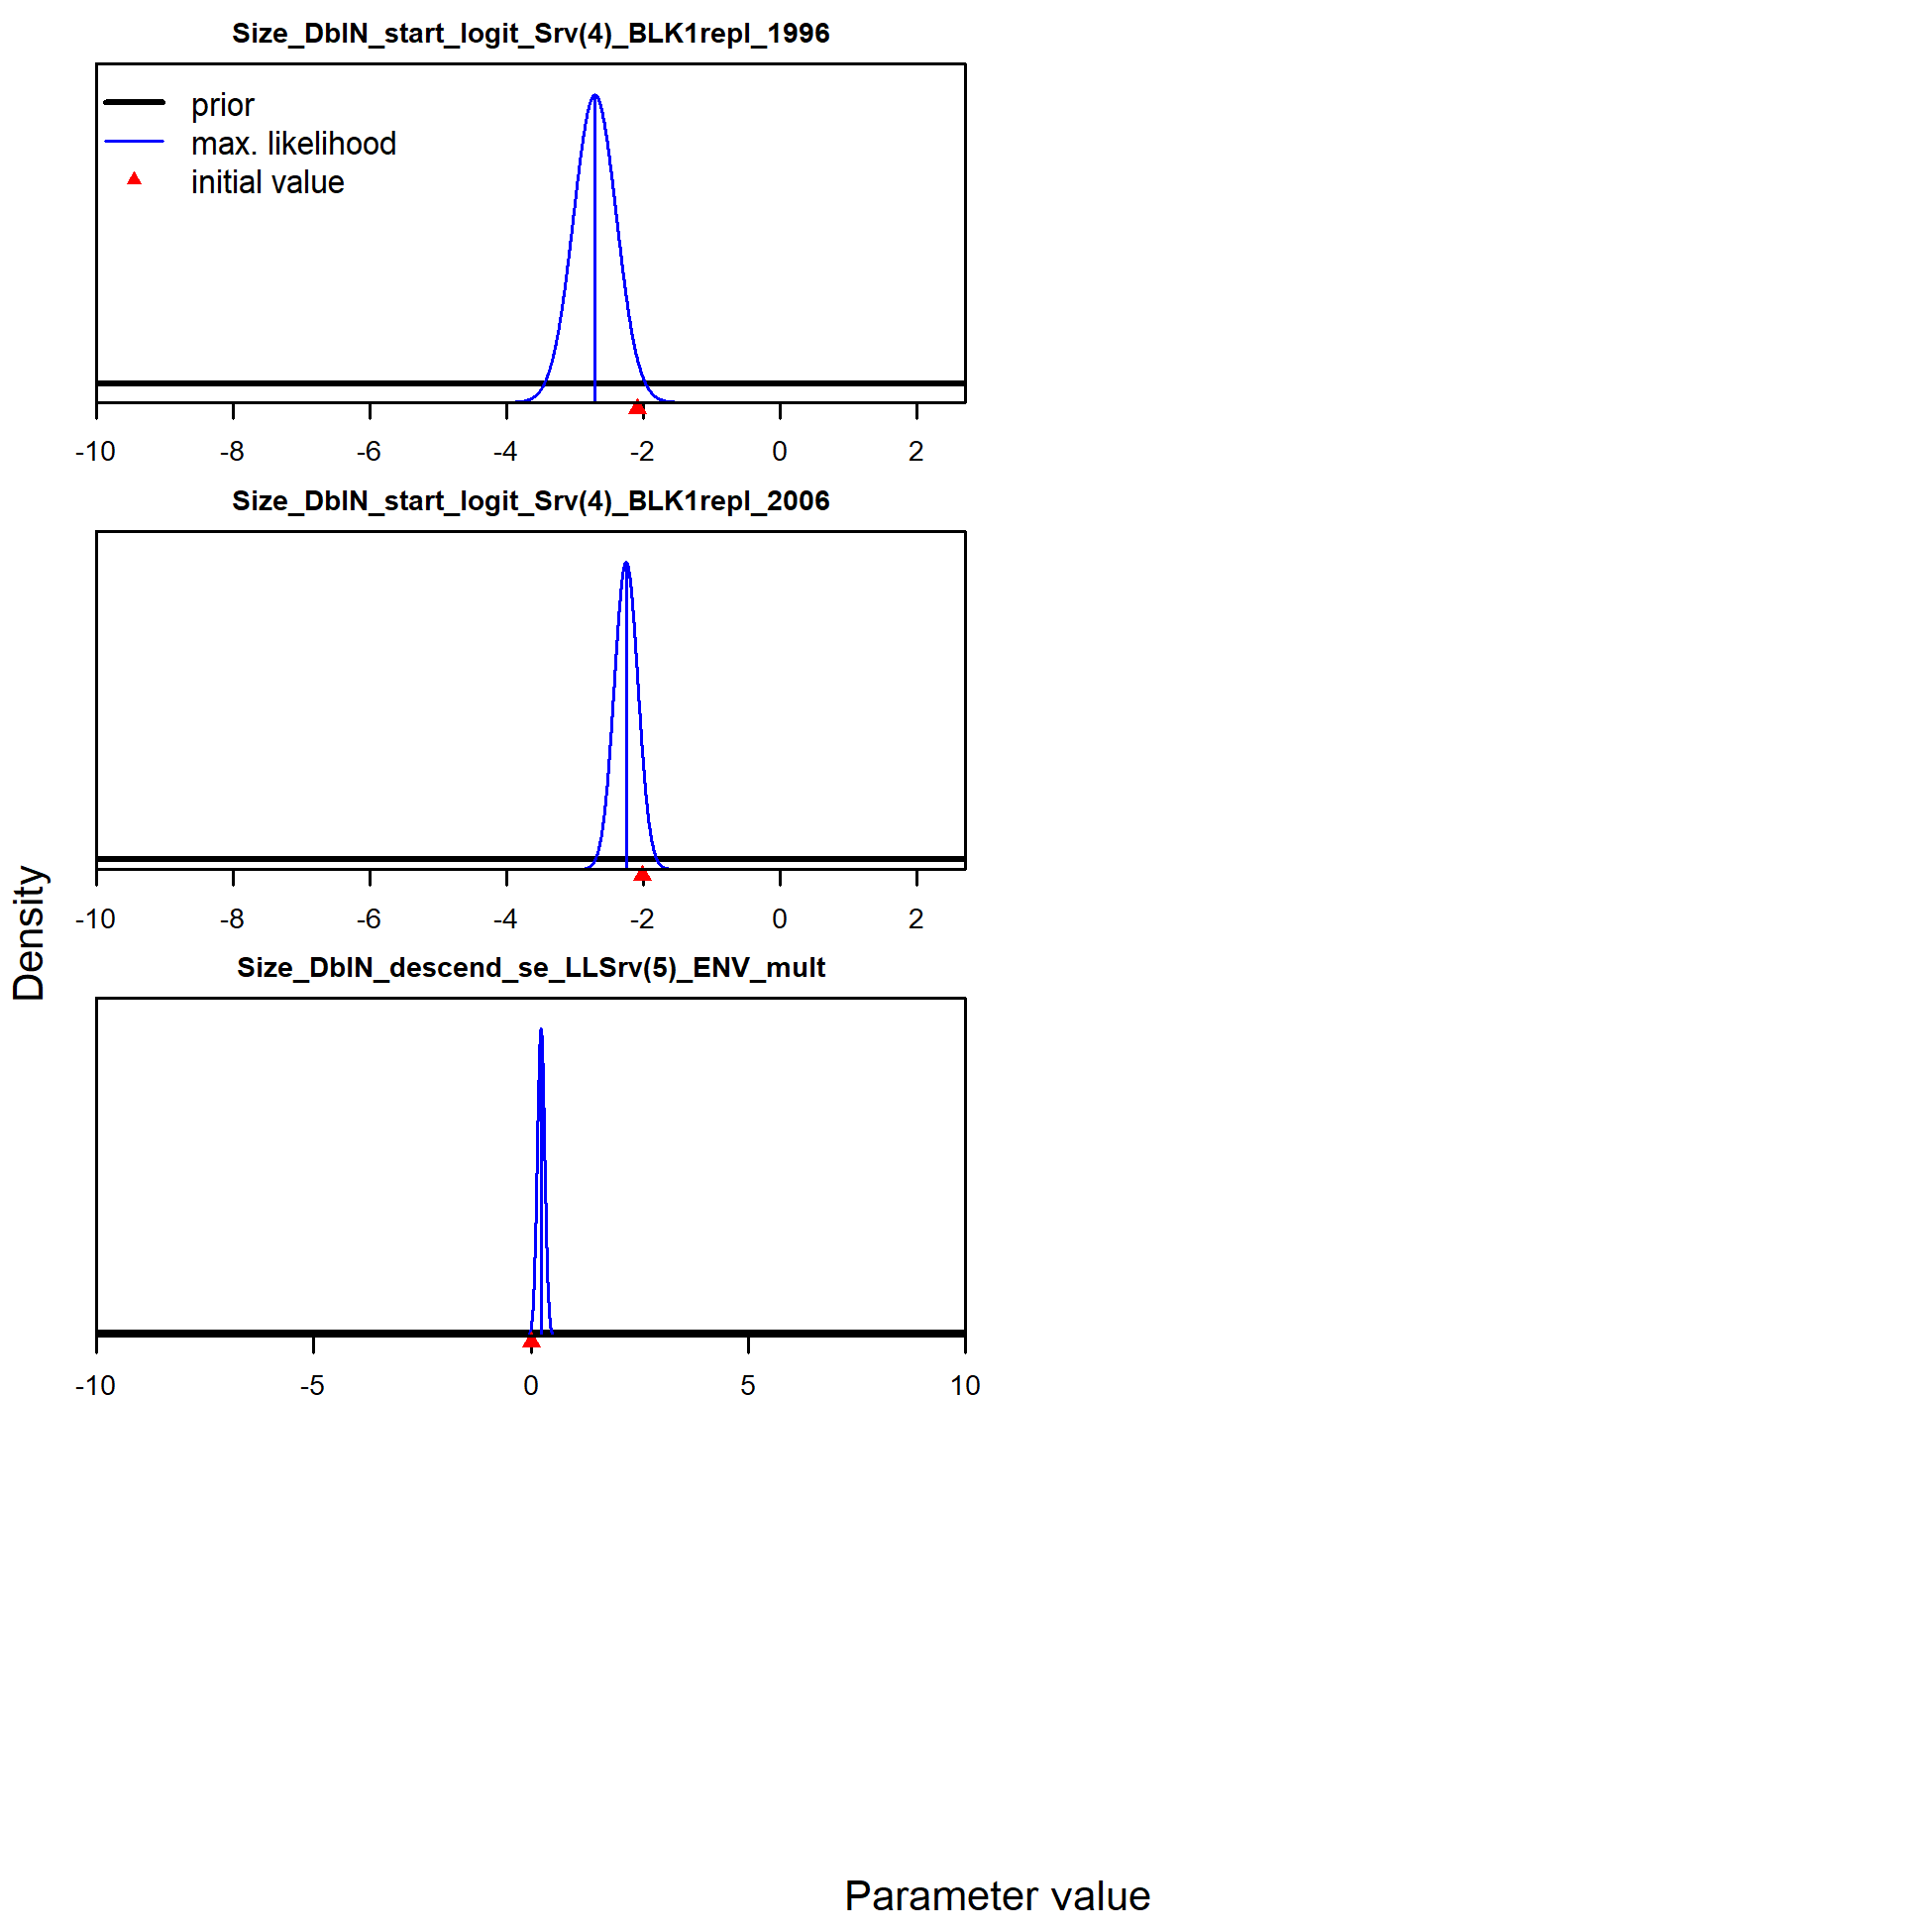 Size_DblN_start_logit_Srv(4)_BLK1repl_1996
prior
max. likelihood
initial value
-10 -8 -6 -4 -2 0 2
Size_DblN_start_logit_Srv(4)_BLK1repl_2006
-10 -8 -6 -4 -2 0 2
Density
Size_DblN_descend_se_LLSrv(5)_ENV_mult
-10 -5 0 5 10
Parameter value